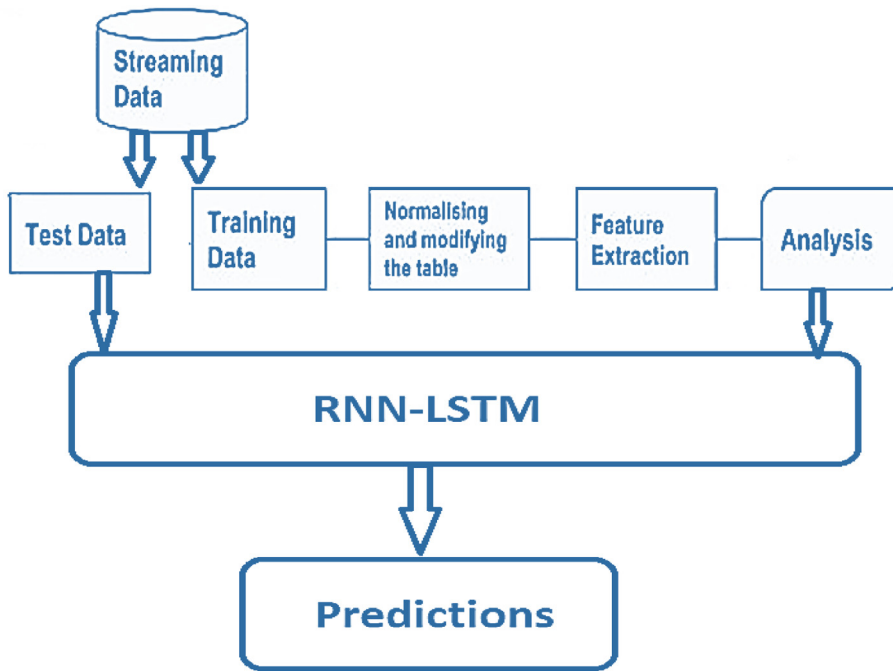 Streaming
Data
Test Data
Training
Data
Normalising
and modifying
the table
Feature
Extraction
Analysis
RNN-LSTM
Predictions